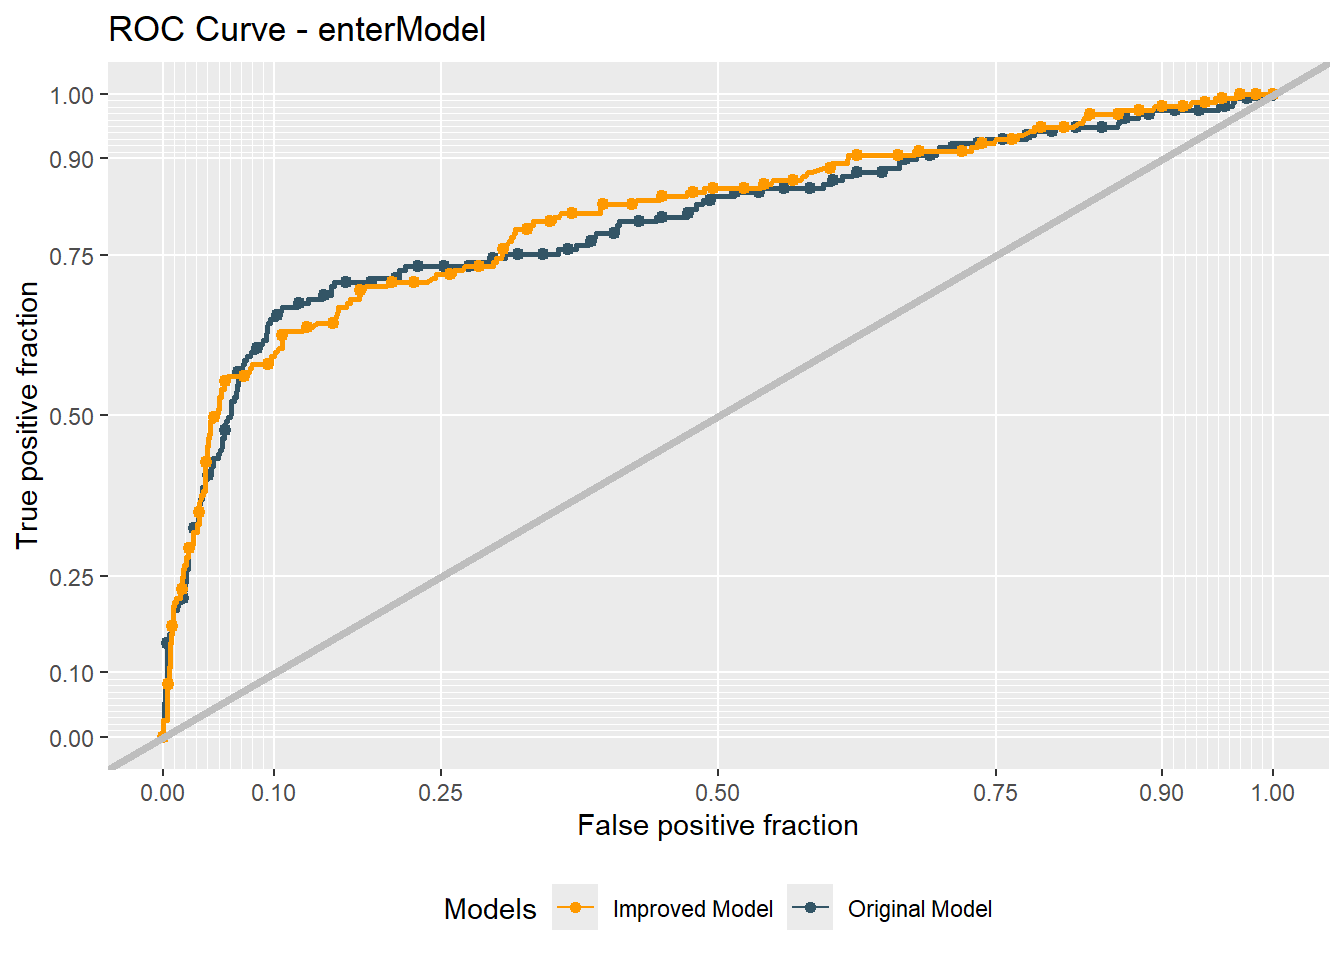 ROC Curve - enterModel
1.00
0.90
0.75
0.50
0.25
0.10
0.00
True positive fraction
0.00 0.10 0.25 0.50 0.75 0.90 1.00
False positive fraction
Models Improved Model Original Model